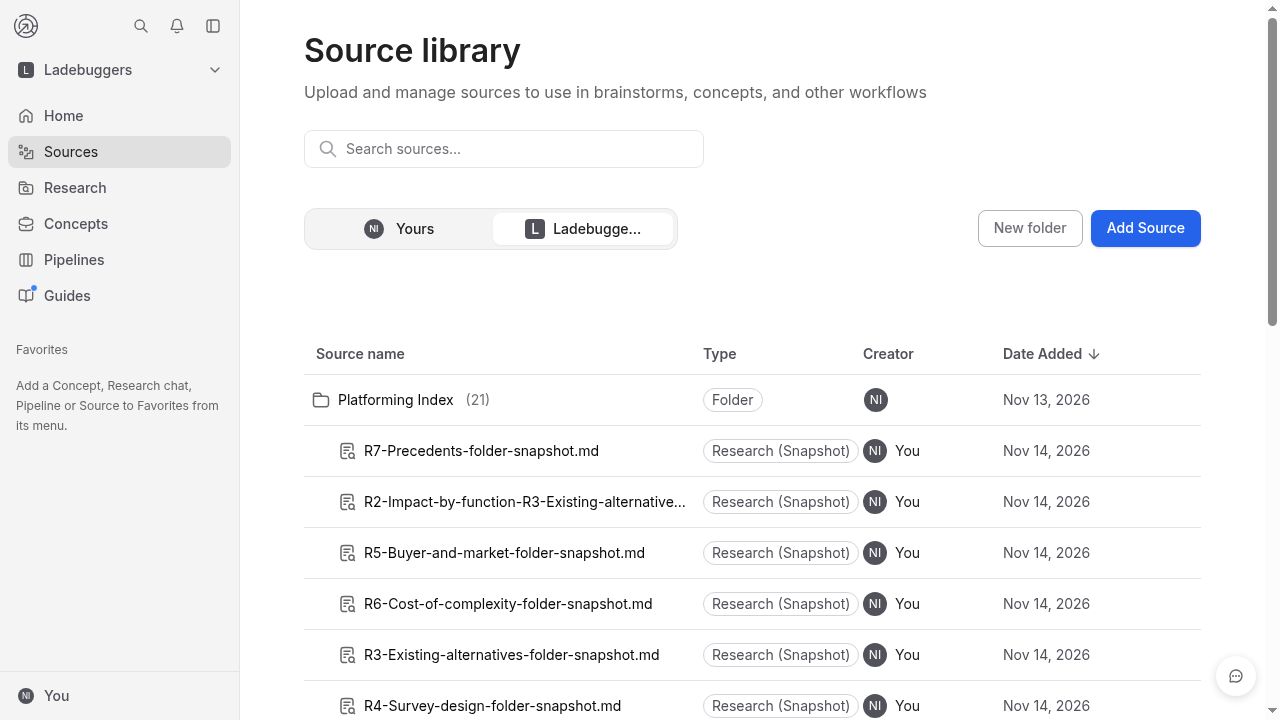 Source library
Upload and manage sources to use in brainstorms, concepts, and other workflows
Search sources...
L Ladebuggers
Home
Sources
Research
Concepts
Pipelines
Guides
Favorites
Add a Concept, Research chat,
Pipeline or Source to Favorites from
its menu.
NI You
NI Yours
L Ladebugge...
New folder
Add Source
Source name Type Creator Date Added
Platforming Index (21) Folder NI Nov 13, 2026
R7-Precedents-folder-snapshot.md Research (Snapshot) NI You Nov 14, 2026
R2-Impact-by-function-R3-Existing-alternative... Research (Snapshot) NI You Nov 14, 2026
R5-Buyer-and-market-folder-snapshot.md Research (Snapshot) NI You Nov 14, 2026
R6-Cost-of-complexity-folder-snapshot.md Research (Snapshot) NI You Nov 14, 2026
R3-Existing-alternatives-folder-snapshot.md Research (Snapshot) NI You Nov 14, 2026
R4-Survey-design-folder-snapshot.md Research (Snapshot) NI You Nov 14, 2026